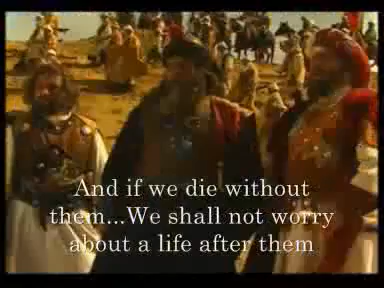 And if we die without
them...We shall not worry
about a life after them